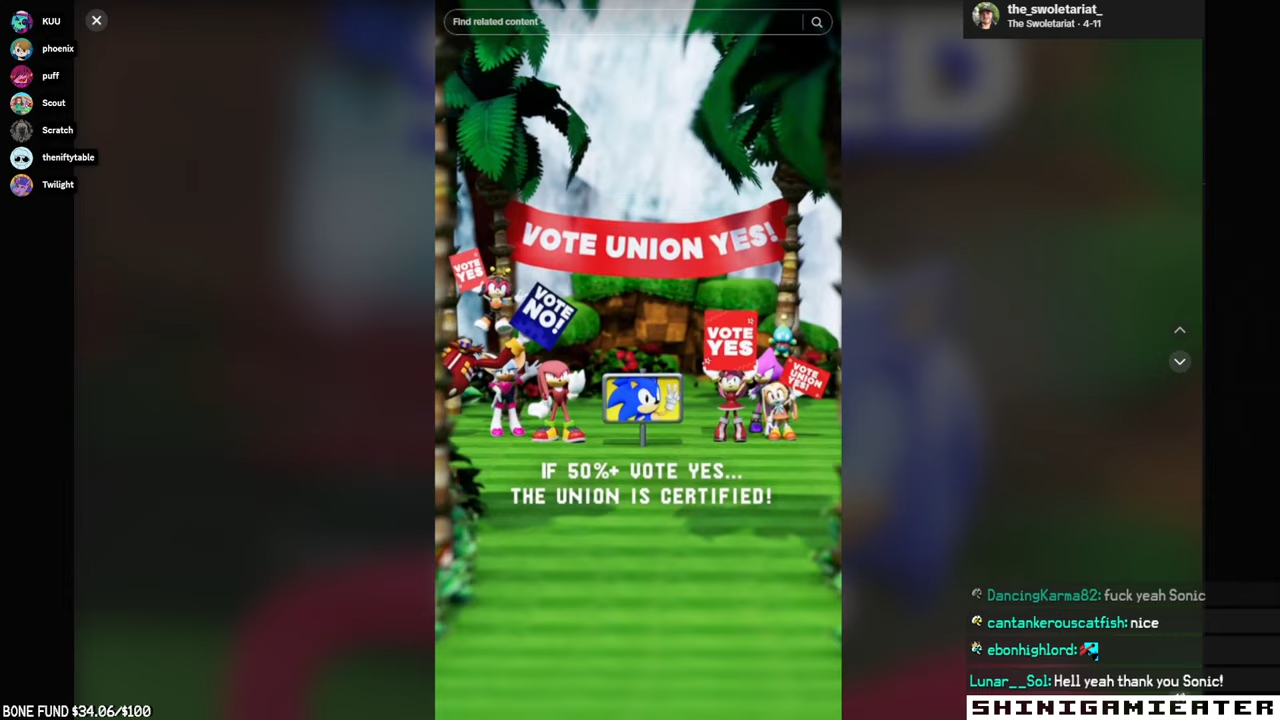 KUU
phoenix
puff
Scout
Scratch
theniftytable
Twilight
Find related content
the_swoletariat_
The Swoletariat · 4-11
VOTE UNION YES!
VOTE
YES
VOTE
NO!
VOTE
YES
VOTE
UNION
YES!
IF 50%+ VOTE YES...
THE UNION IS CERTIFIED!
DancingKarma82: fuck yeah Sonic
cantankerouscatfish: nice
ebonhighlord:
Lunar__Sol: Hell yeah thank you Sonic!
BONE FUND $34.06/$100
SHINIGAMIEATER